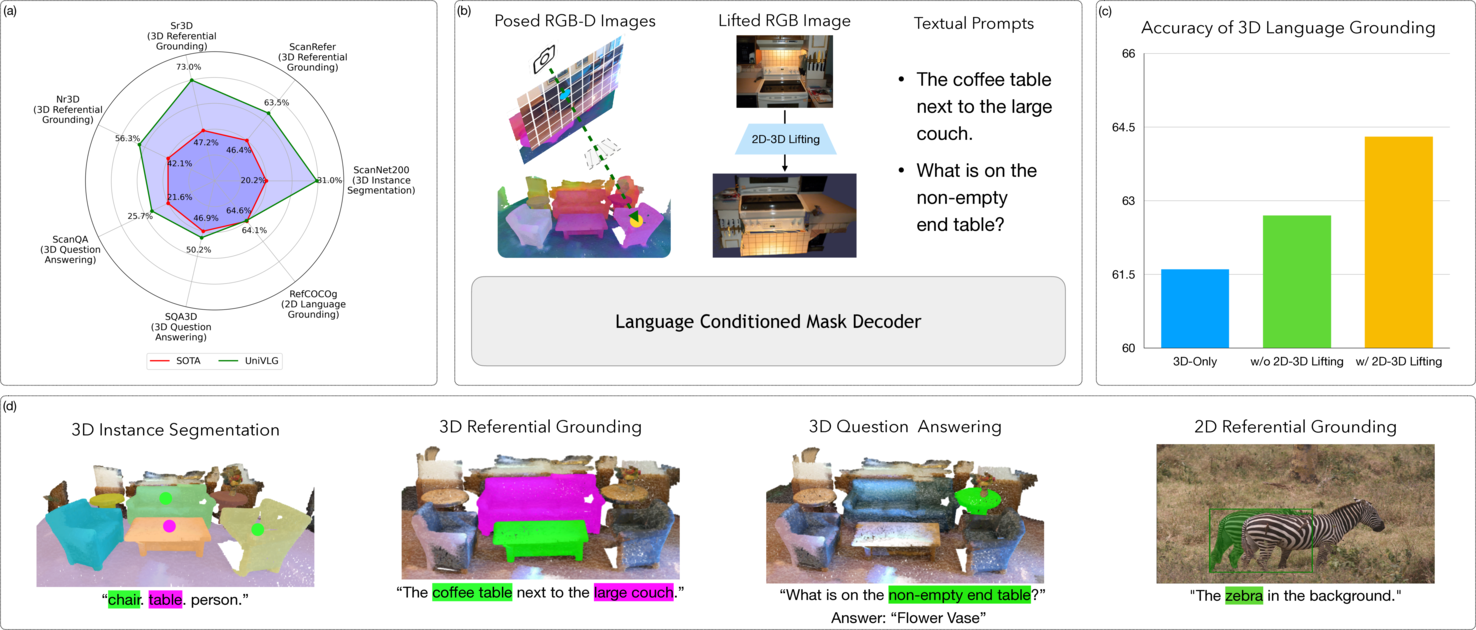 (a)
Sr3D
(3D Referential
Grounding)
73.0%
ScanRefer
(3D Referential
Grounding)
63.5%
Nr3D
(3D Referential
Grounding)
56.3%
47.2%
46.4%
42.1%
ScanNet200
(3D Instance
Segmentation)
31.0%
20.2%
21.6%
25.7%
46.9%
64.6%
64.1%
50.2%
ScanQA
(3D Question
Answering)
RefCOCOg
(2D Language
Grounding)
SQA3D
(3D Question
Answering)
SOTA
UniVLG
(b)
Posed RGB-D Images
Lifted RGB Image
2D-3D Lifting
Textual Prompts
• The coffee table
next to the large
couch.
• What is on the
non-empty
end table?
Language Conditioned Mask Decoder
(c)
Accuracy of 3D Language Grounding
66
64.5
63
61.5
60
3D-Only
w/o 2D-3D Lifting
w/ 2D-3D Lifting
(d)
3D Instance Segmentation
“chair. table. person.”
3D Referential Grounding
“The coffee table next to the large couch.”
3D Question Answering
“What is on the non-empty end table?”
Answer: “Flower Vase”
2D Referential Grounding
"The zebra in the background."